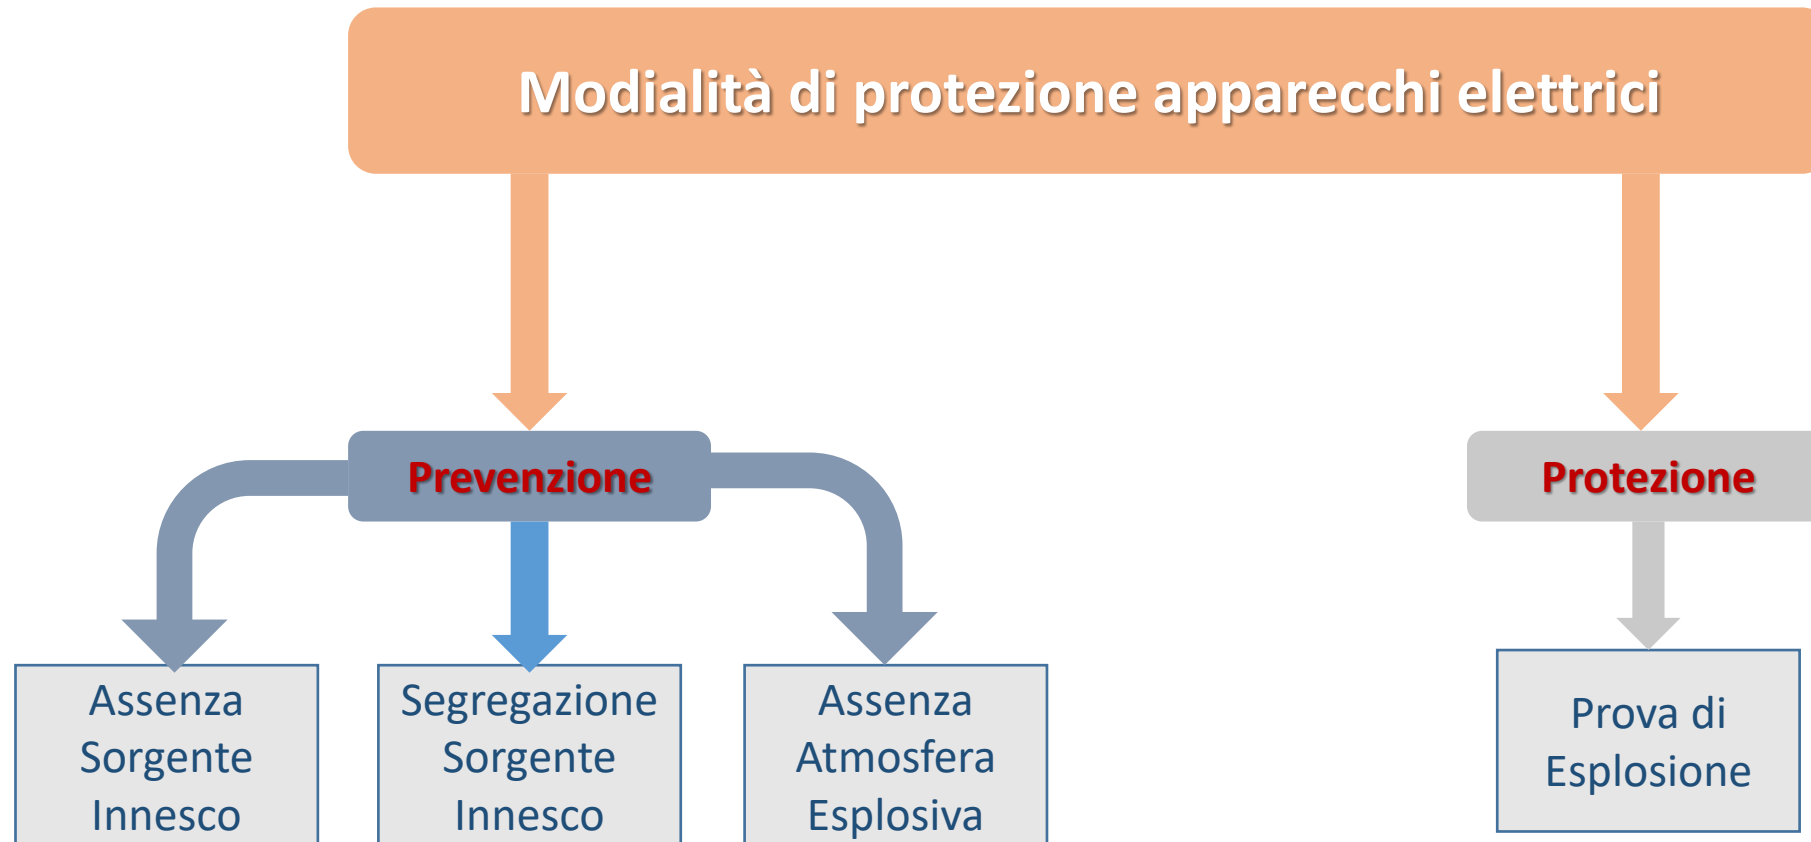 Modialità di protezione apparecchi elettrici
Prevenzione
Protezione
Assenza
Sorgente
Innesco
Segregazione
Sorgente
Innesco
Assenza
Atmosfera
Esplosiva
Prova di
Esplosione